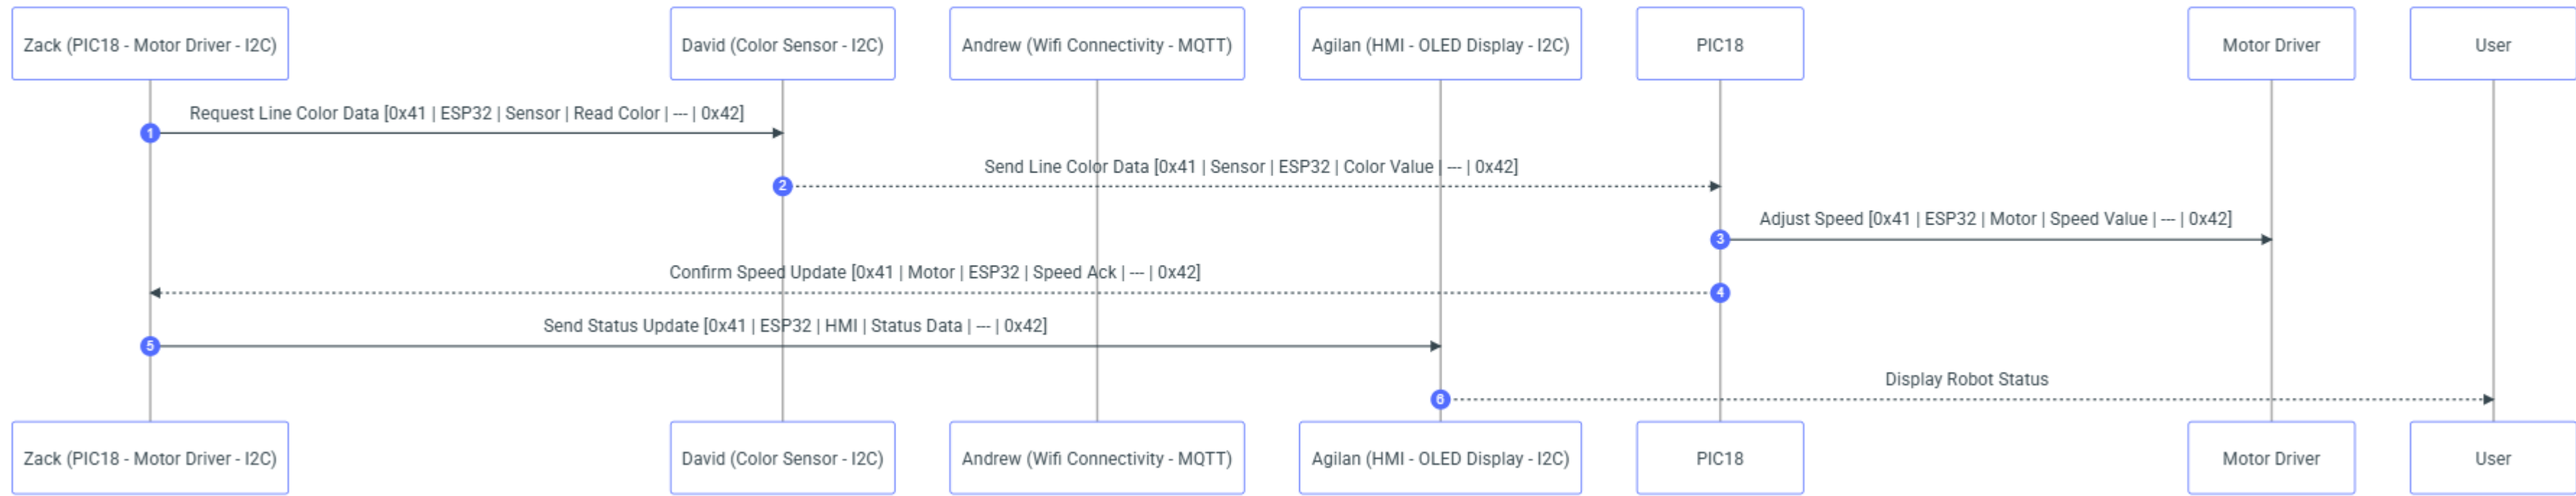 Zack (PIC18 - Motor Driver - I2C)
David (Color Sensor - I2C)
Andrew (Wifi Connectivity - MQTT)
Agilan (HMI - OLED Display - I2C)
PIC18
Motor Driver
User
Request Line Color Data [0x41 | ESP32 | Sensor | Read Color | --- | 0x42]
1
Send Line Color Data [0x41 | Sensor | ESP32 | Color Value | --- | 0x42]
2
Adjust Speed [0x41 | ESP32 | Motor | Speed Value | --- | 0x42]
3
Confirm Speed Update [0x41 | Motor | ESP32 | Speed Ack | --- | 0x42]
4
Send Status Update [0x41 | ESP32 | HMI | Status Data | --- | 0x42]
5
Display Robot Status
6
Zack (PIC18 - Motor Driver - I2C)
David (Color Sensor - I2C)
Andrew (Wifi Connectivity - MQTT)
Agilan (HMI - OLED Display - I2C)
PIC18
Motor Driver
User